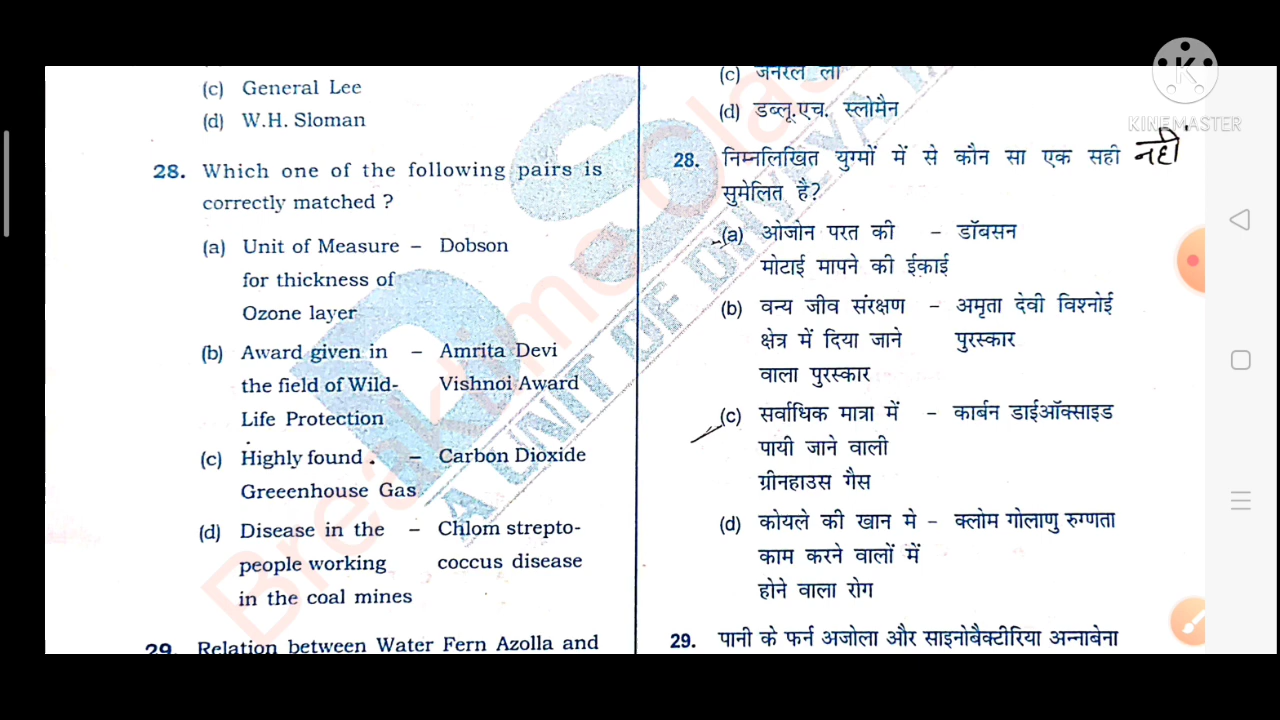 (c) General Lee
(d) W.H. Sloman
28. Which one of the following pairs is
correctly matched ?
(a) Unit of Measure – Dobson
for thickness of
Ozone layer
(b) Award given in – Amrita Devi
the field of Wild- Vishnoi Award
Life Protection
(c) Highly found . – Carbon Dioxide
Greeenhouse Gas
(d) Disease in the – Chlom strepto-
people working coccus disease
in the coal mines
29. Relation between Water Fern Azolla and
(c) जनरल ली
(d) डब्लू.एच. स्लोमैन
28. निम्नलिखित युग्मों में से कौन सा एक सही नहीं
सुमेलित है?
(a) ओजोन परत की – डॉबसन
मोटाई मापने की ईकाई
(b) वन्य जीव संरक्षण – अमृता देवी विश्नोई
क्षेत्र में दिया जाने पुरस्कार
वाला पुरस्कार
(c) सर्वाधिक मात्रा में – कार्बन डाईऑक्साइड
पायी जाने वाली
ग्रीनहाउस गैस
(d) कोयले की खान मे – क्लोम गोलाणु रुग्णता
काम करने वालों में
होने वाला रोग
29. पानी के फर्न अजोला और साइनोबैक्टीरिया अन्नाबेना
K
KINEMASTER
DS
A UNIT OF
Breaktime